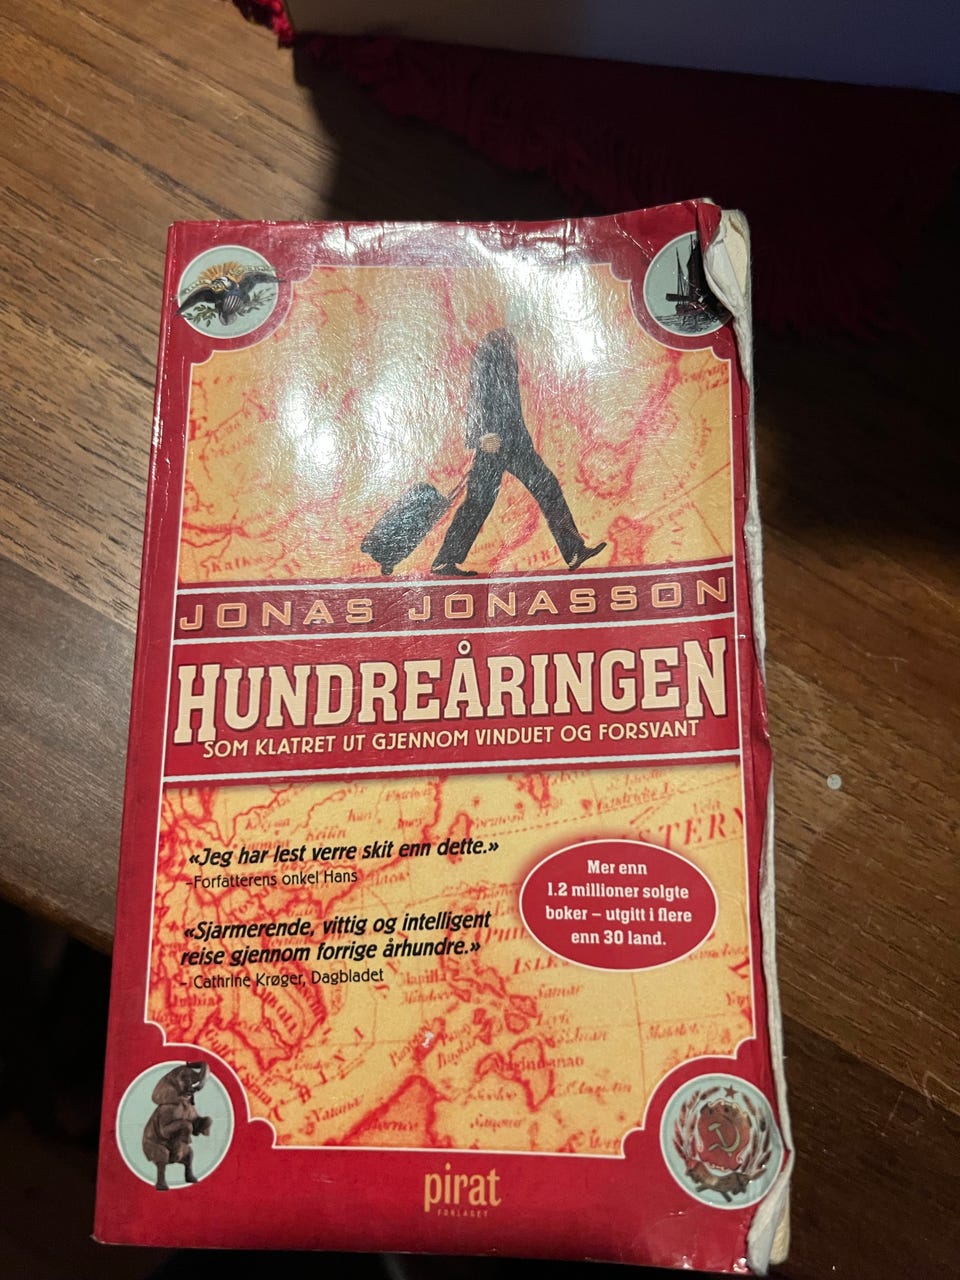 JONAS JONASSON
HUNDREÅRINGEN
SOM KLATRET UT GJENNOM VINDUET OG FORSVANT
«Jeg har lest verre skit enn dette.»
–Forfatterens onkel Hans
«Sjarmerende, vittig og intelligent
reise gjennom forrige århundre.»
– Cathrine Krøger, Dagbladet
Mer enn
1.2 millioner solgte
bøker – utgitt i flere
enn 30 land.
pirat
FORLAGET